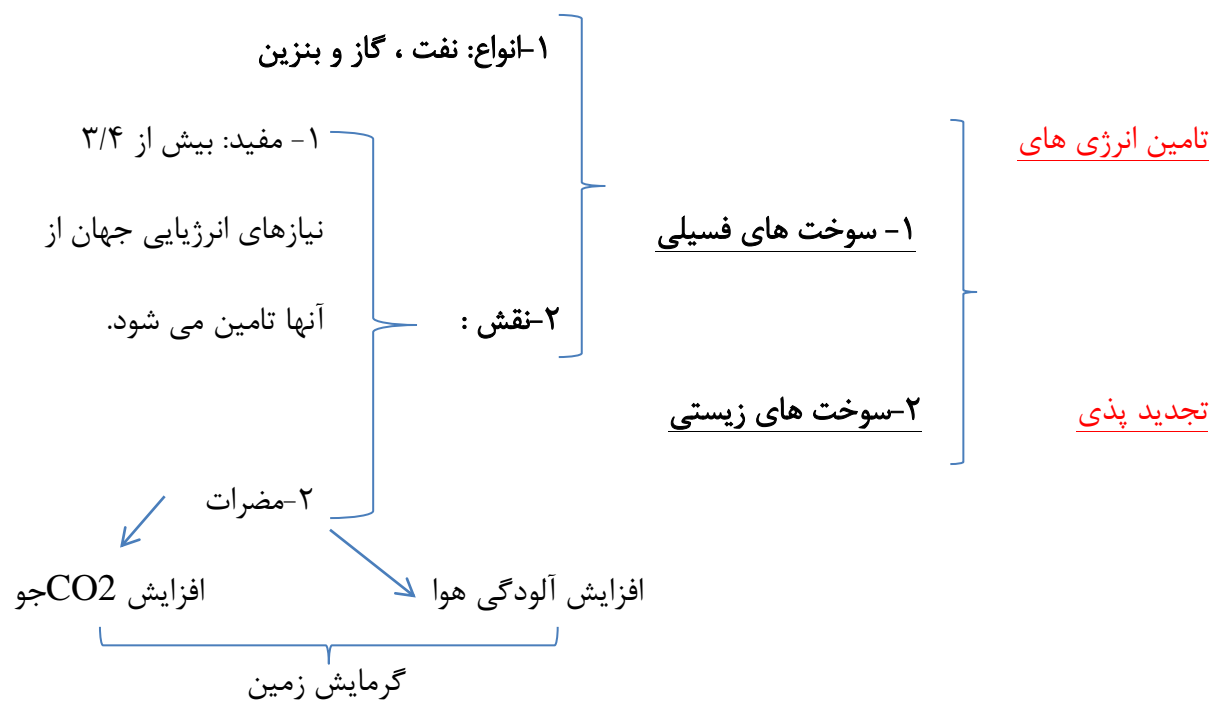 تامین انرژی های
تجدید پذی
۱- سوخت های فسیلی
۲-سوخت های زیستی
۱-انواع: نفت ، گاز و بنزین
۲-نقش :
۱- مفید: بیش از ۳/۴
نیازهای انرژیایی جهان از
آنها تامین می شود.
۲-مضرات
افزایش آلودگی هوا
افزایش CO2جو
گرمایش زمین